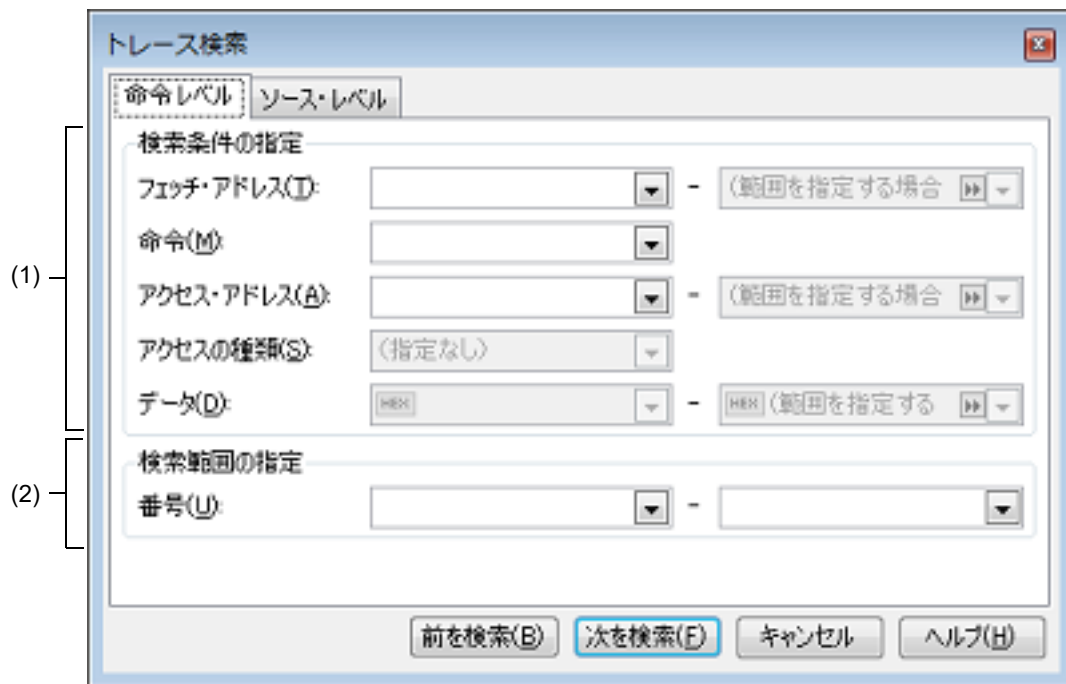 トレース検索
命令レベル ソース・レベル
(1)
検索条件の指定
フェッチ・アドレス(T): - (範囲を指定する場合
命令(M):
アクセス・アドレス(A): - (範囲を指定する場合
アクセスの種類(S): (指定なし)
データ(D): HEX - HEX (範囲を指定する
(2)
検索範囲の指定
番号(U): -
前を検索(B) 次を検索(F) キャンセル ヘルプ(H)